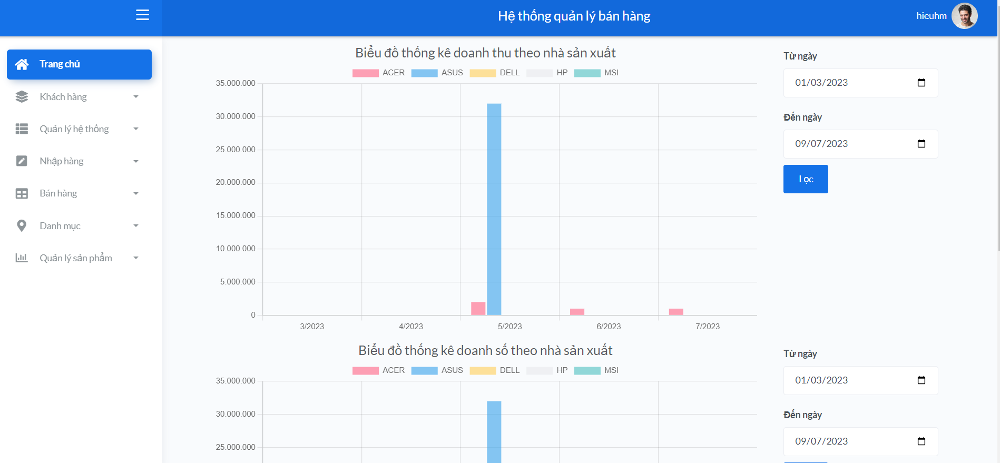 Hệ thống quản lý bán hàng
hieuhm
Trang chủ
Khách hàng
Quản lý hệ thống
Nhập hàng
Bán hàng
Danh mục
Quản lý sản phẩm
Biểu đồ thống kê doanh thu theo nhà sản xuất
ACER ASUS DELL HP MSI
35.000.000
30.000.000
25.000.000
20.000.000
15.000.000
10.000.000
5.000.000
0
3/2023 4/2023 5/2023 6/2023 7/2023
Từ ngày
01/03/2023
Đến ngày
09/07/2023
Lọc
Biểu đồ thống kê doanh số theo nhà sản xuất
ACER ASUS DELL HP MSI
35.000.000
30.000.000
25.000.000
Từ ngày
01/03/2023
Đến ngày
09/07/2023